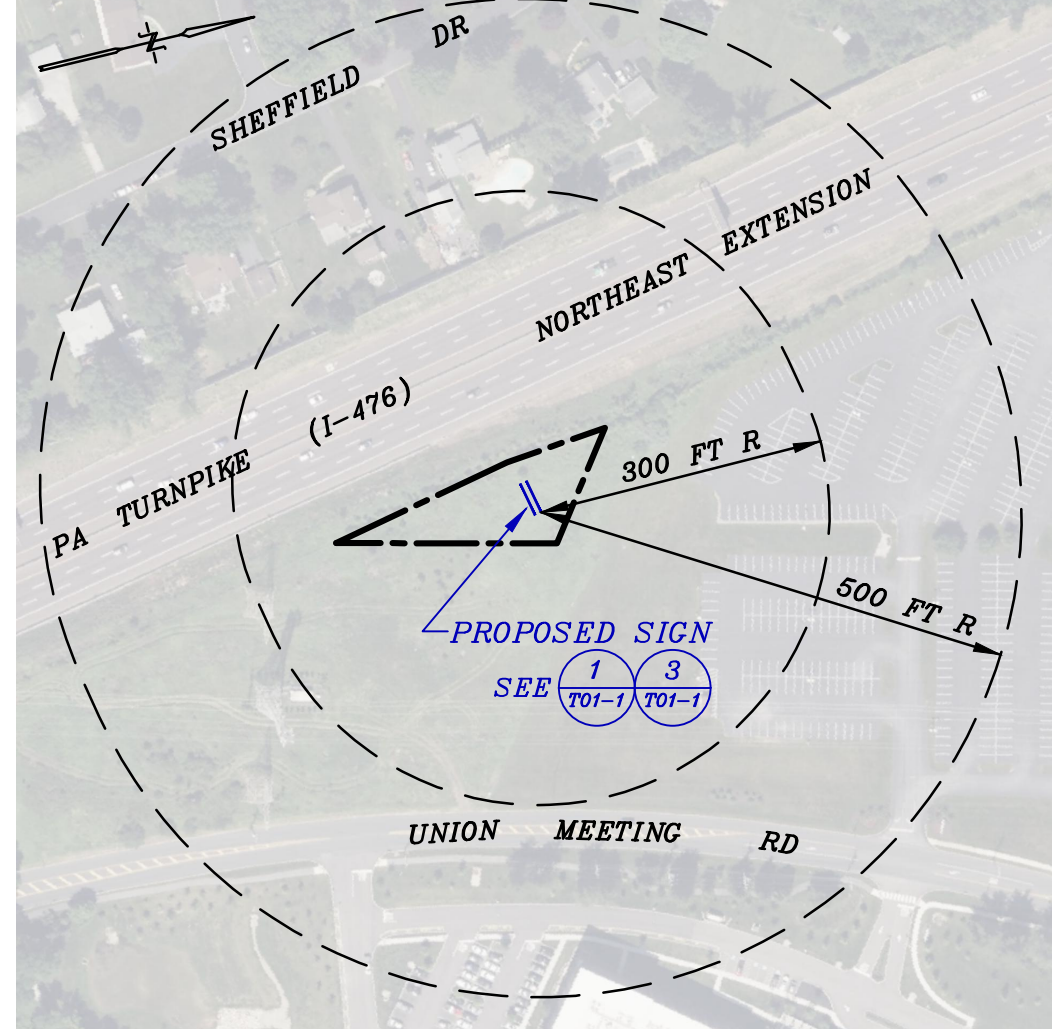 N
DR
SHEFFIELD
NORTHEAST EXTENSION
(I-476)
PA TURNPIKE
300 FT R
500 FT R
PROPOSED SIGN
SEE 1 3
T01-1 T01-1
UNION MEETING RD